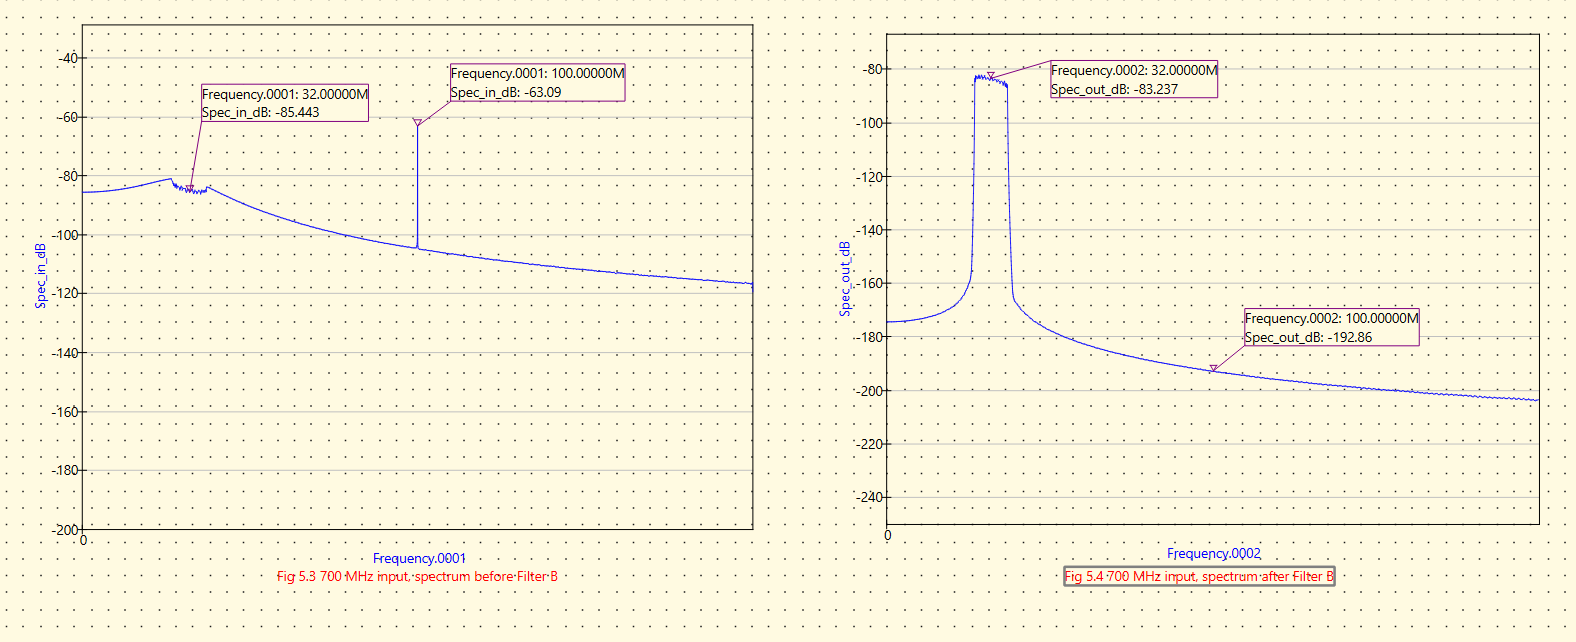 -40
-60
-80
-100
-120
-140
-160
-180
-200
0
Spec_in_dB
Frequency.0001: 32.00000M
Spec_in_dB: -85.443
Frequency.0001: 100.00000M
Spec_in_dB: -63.09
Frequency.0001
Fig 5.3 700 MHz input, spectrum before Filter B
-80
-100
-120
-140
-160
-180
-200
-220
-240
0
Spec_out_dB
Frequency.0002: 32.00000M
Spec_out_dB: -83.237
Frequency.0002: 100.00000M
Spec_out_dB: -192.86
Frequency.0002
Fig 5.4 700 MHz input, spectrum after Filter B